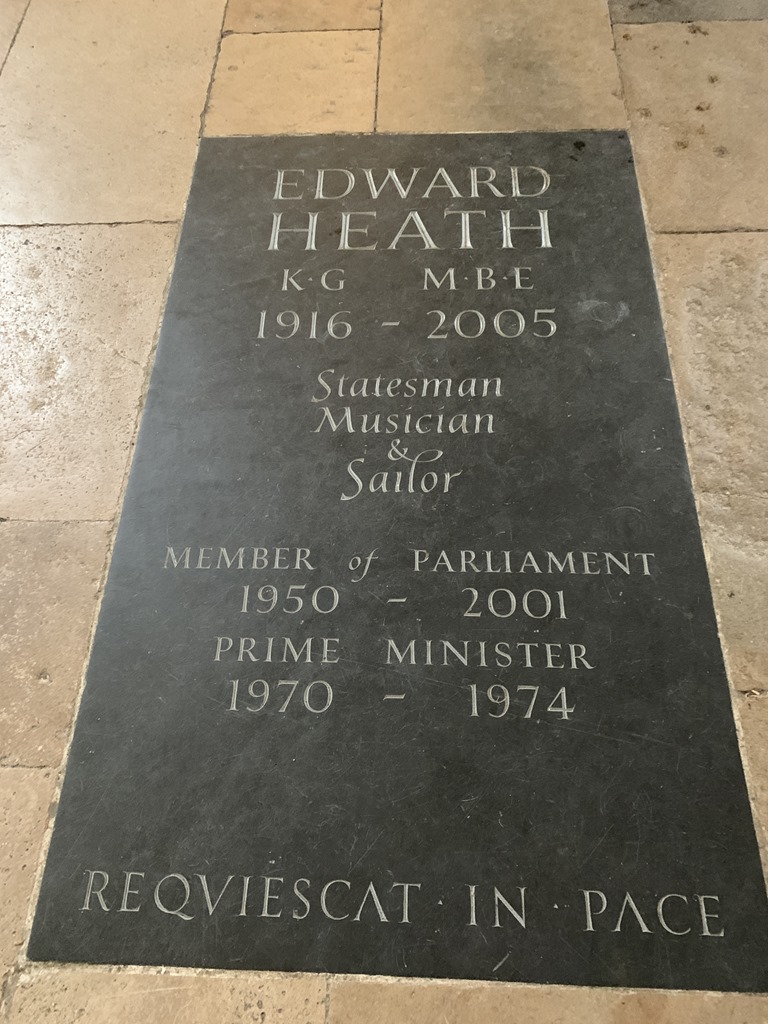 EDWARD
HEATH
K·G M·B·E
1916 – 2005
Statesman
Musician
&
Sailor
MEMBER of PARLIAMENT
1950 – 2001
PRIME MINISTER
1970 – 1974
REQVIESCAT · IN · PACE